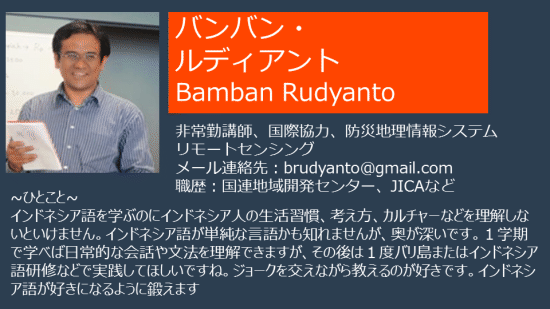 バンバン・
ルディアント
Bamban Rudyanto
非常勤講師、国際協力、防災地理情報システム
リモートセンシング
メール連絡先：brudyanto@gmail.com
職歴：国連地域開発センター、JICAなど
~ひとこと~
インドネシア語を学ぶのにインドネシア人の生活習慣、考え方、カルチャーなどを理解しな
いといけません。インドネシア語が単純な言語かも知れませんが、奥が深いです。１学期
で学べば日常的な会話や文法を理解できますが、その後は１度バリ島またはインドネシア
語研修などで実践してほしいですね。ジョークを交えながら教えるのが好きです。インドネシ
ア語が好きになるように鍛えます